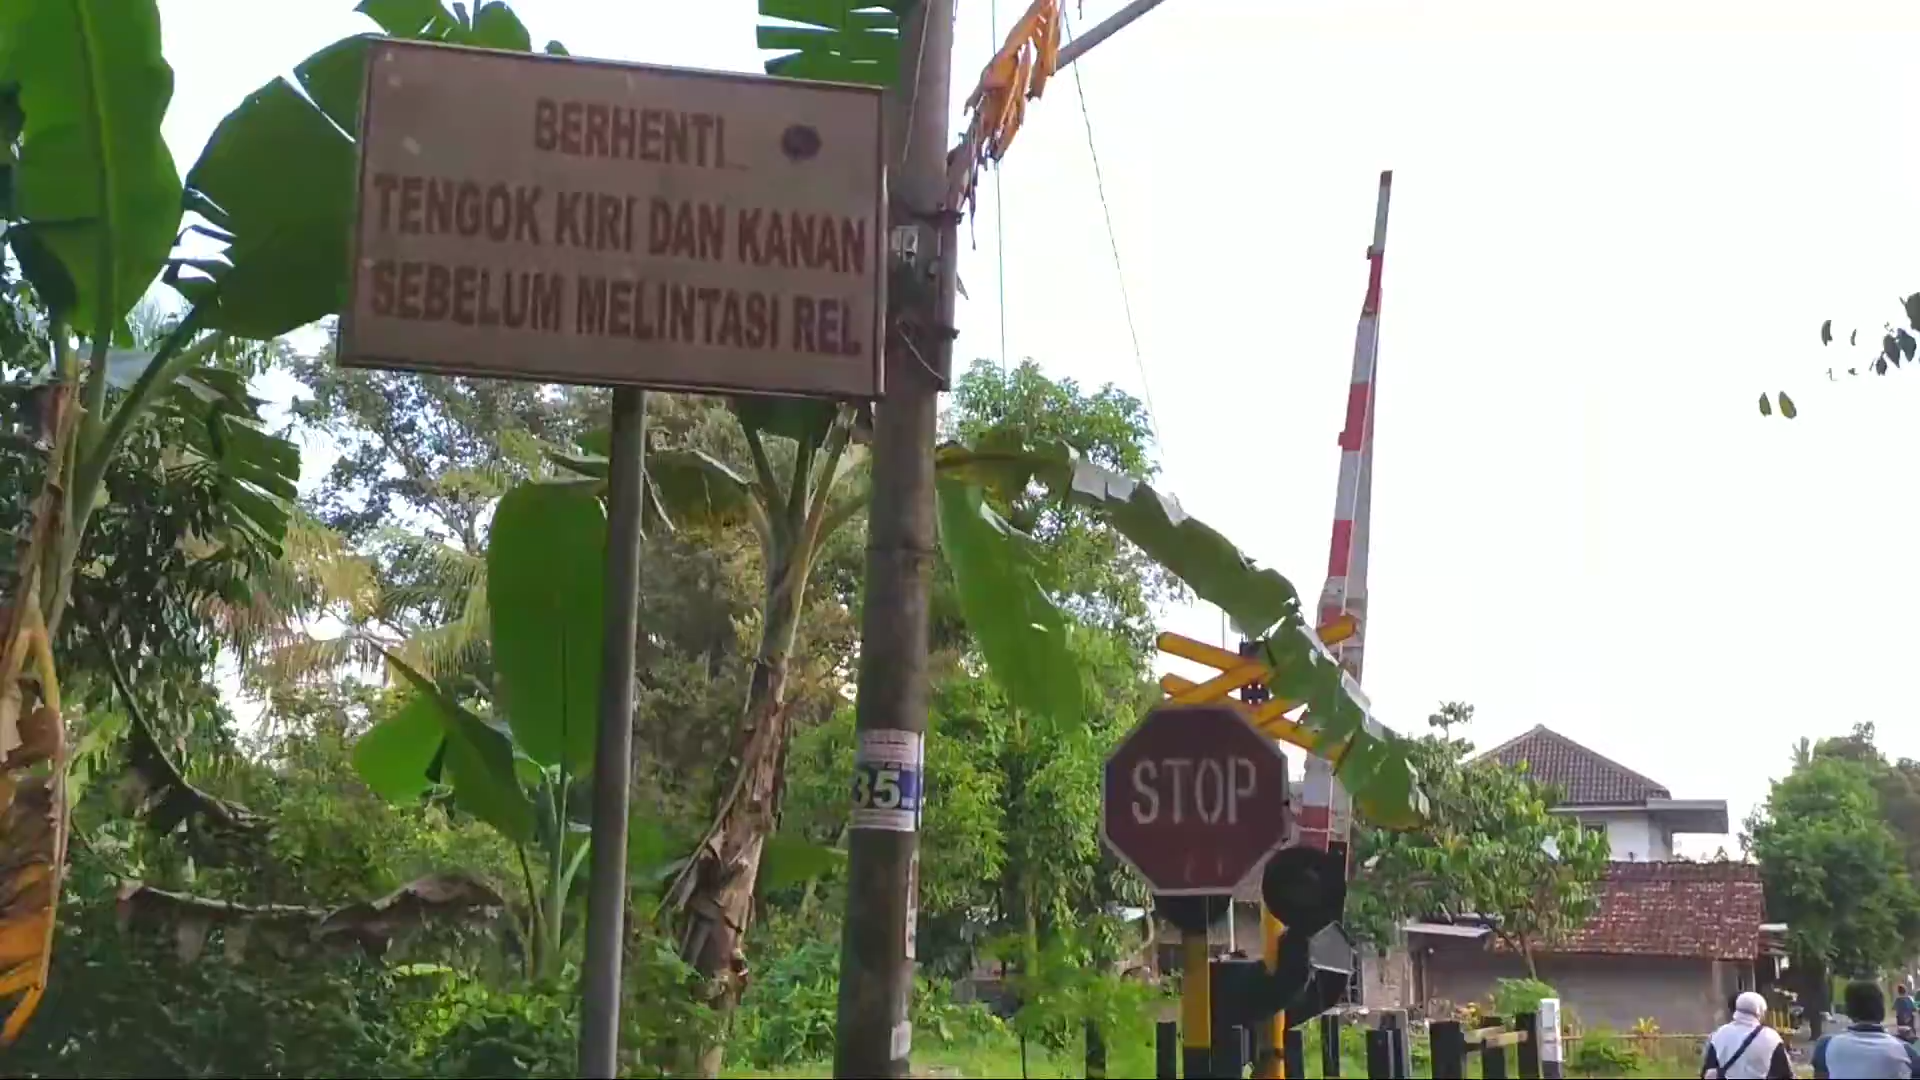 BERHENTI
TENGOK KIRI DAN KANAN
SEBELUM MELINTASI REL
STOP
35